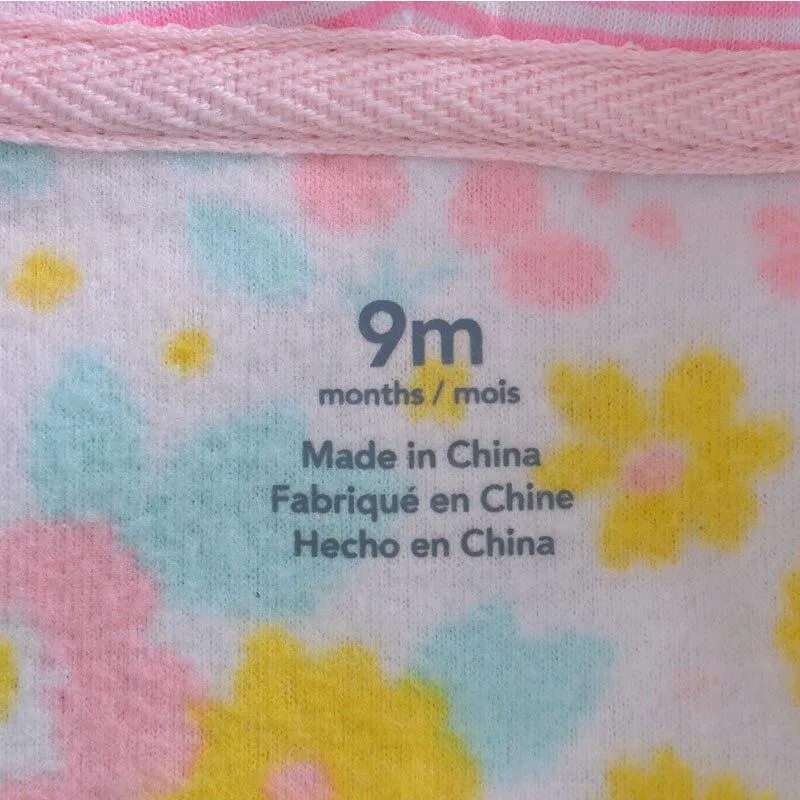 9m
months / mois
Made in China
Fabriqué en Chine
Hecho en China